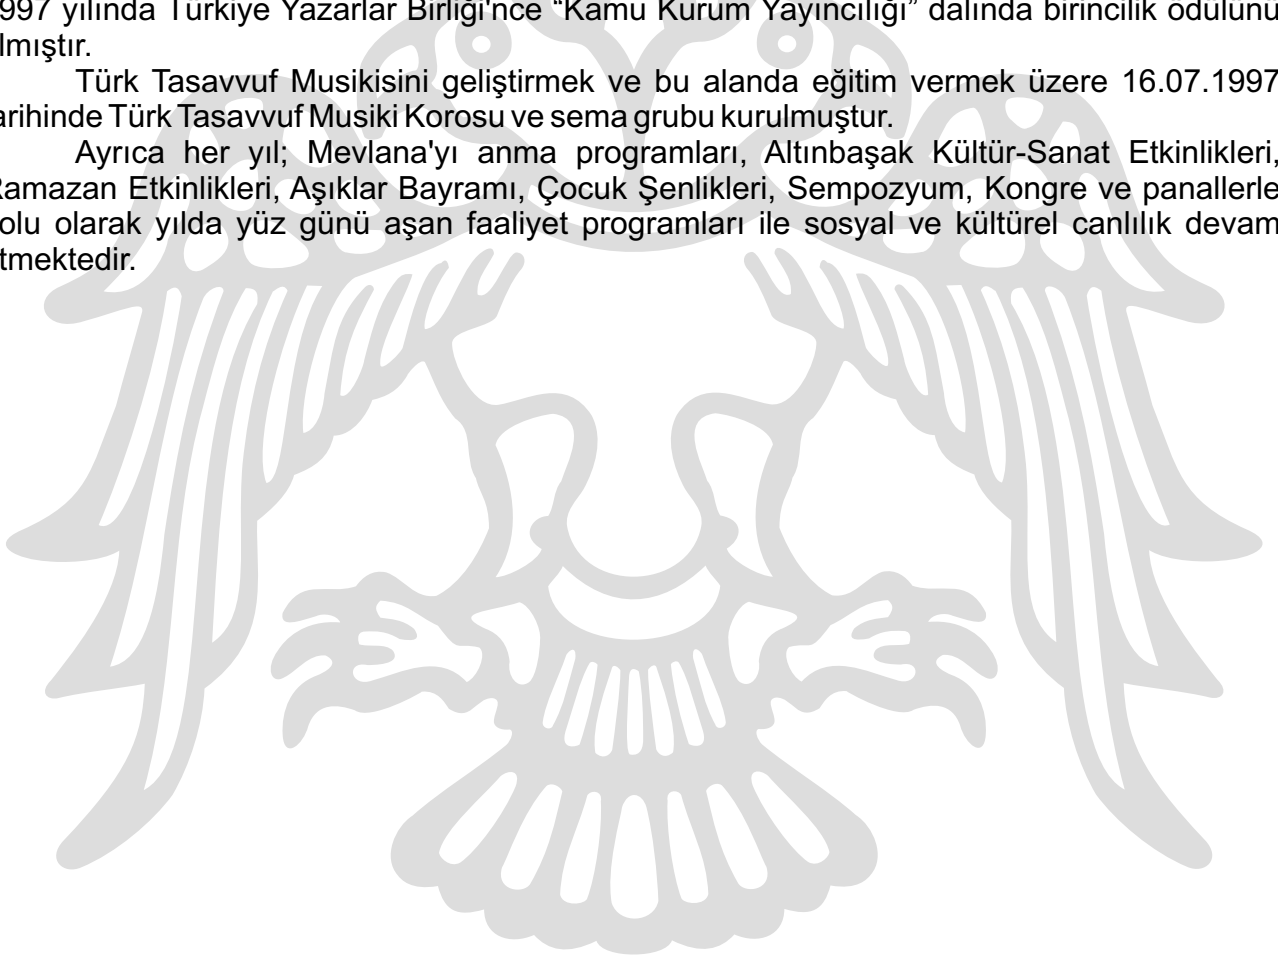 997 yılında Türkiye Yazarlar Birliği'nce “Kamu Kurum Yayıncılığı” dalında birincilik ödülünü
lmıştır.
Türk Tasavvuf Musikisini geliştirmek ve bu alanda eğitim vermek üzere 16.07.1997
arihinde Türk Tasavvuf Musiki Korosu ve sema grubu kurulmuştur.
Ayrıca her yıl; Mevlana'yı anma programları, Altınbaşak Kültür-Sanat Etkinlikleri,
Ramazan Etkinlikleri, Aşıklar Bayramı, Çocuk Şenlikleri, Sempozyum, Kongre ve panallerle
olu olarak yılda yüz günü aşan faaliyet programları ile sosyal ve kültürel canlılık devam
tmektedir.